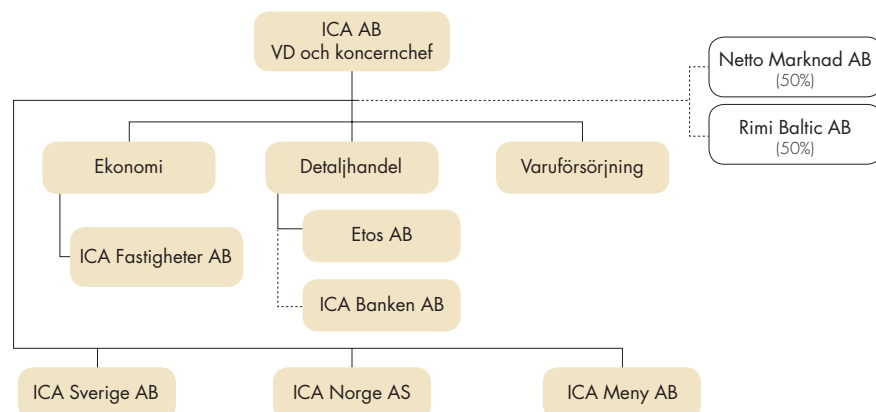 ICA AB
VD och koncernchef
Netto Marknad AB
(50%)
Rimi Baltic AB
(50%)
Ekonomi
Detaljhandel
Varuförsörjning
Etos AB
ICA Fastigheter AB
ICA Banken AB
ICA Sverige AB
ICA Norge AS
ICA Meny AB